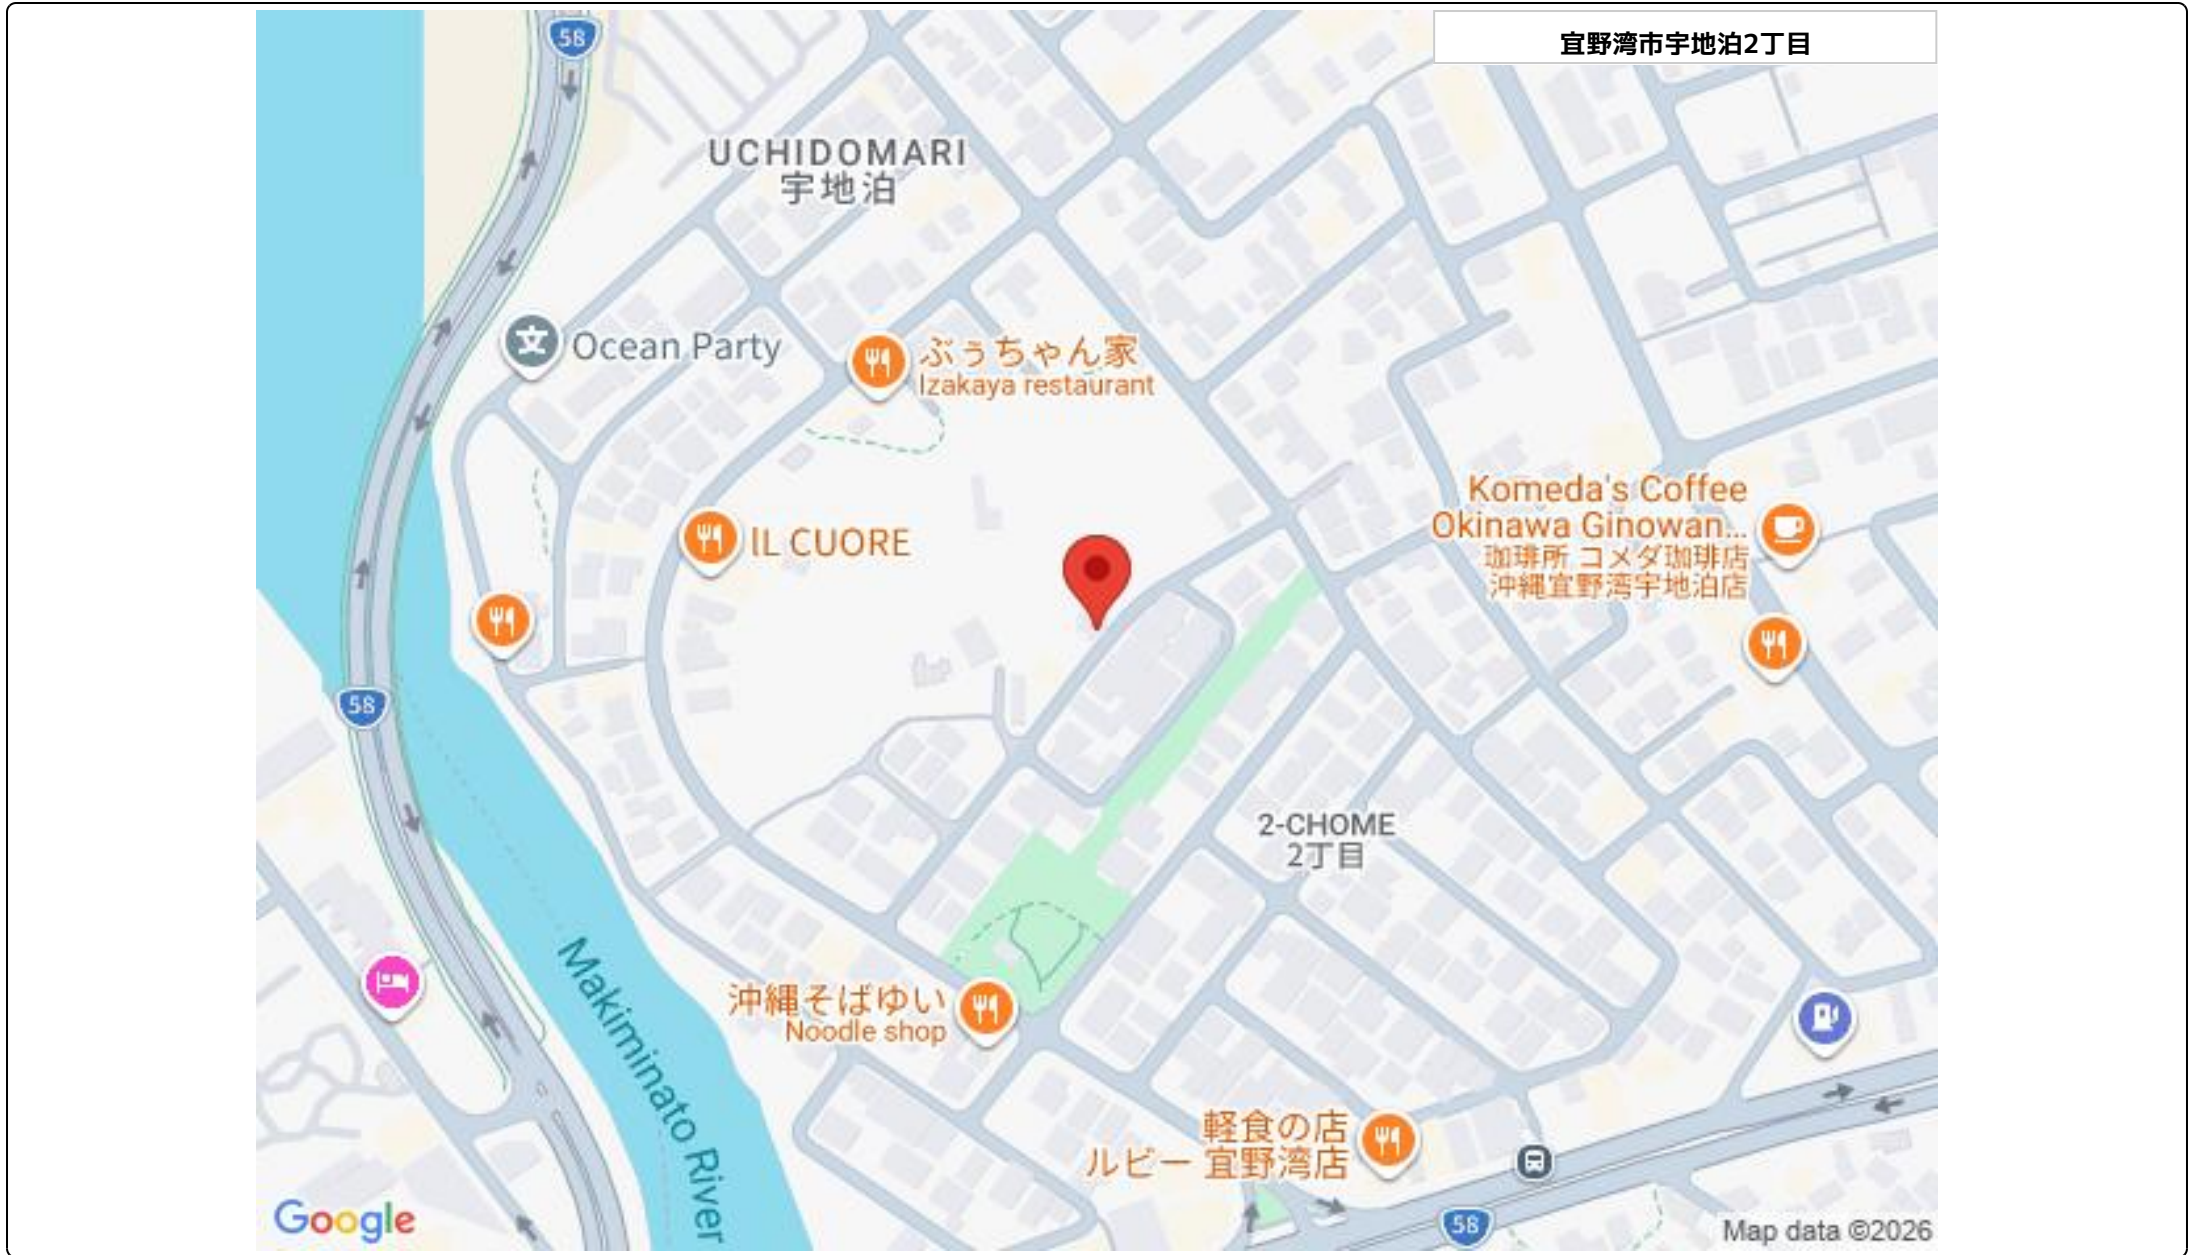 58
宜野湾市宇地泊2丁目
UCHIDOMARI
宇地泊
Ocean Party
ぶぅちゃん家
Izakaya restaurant
IL CUORE
Komeda's Coffee
Okinawa Ginowan...
珈琲所 コメダ珈琲店
沖縄宜野湾宇地泊店
58
2-CHOME
2丁目
Makiminato River
沖縄そばゆい
Noodle shop
軽食の店
ルビー 宜野湾店
58
Google
Map data ©2026